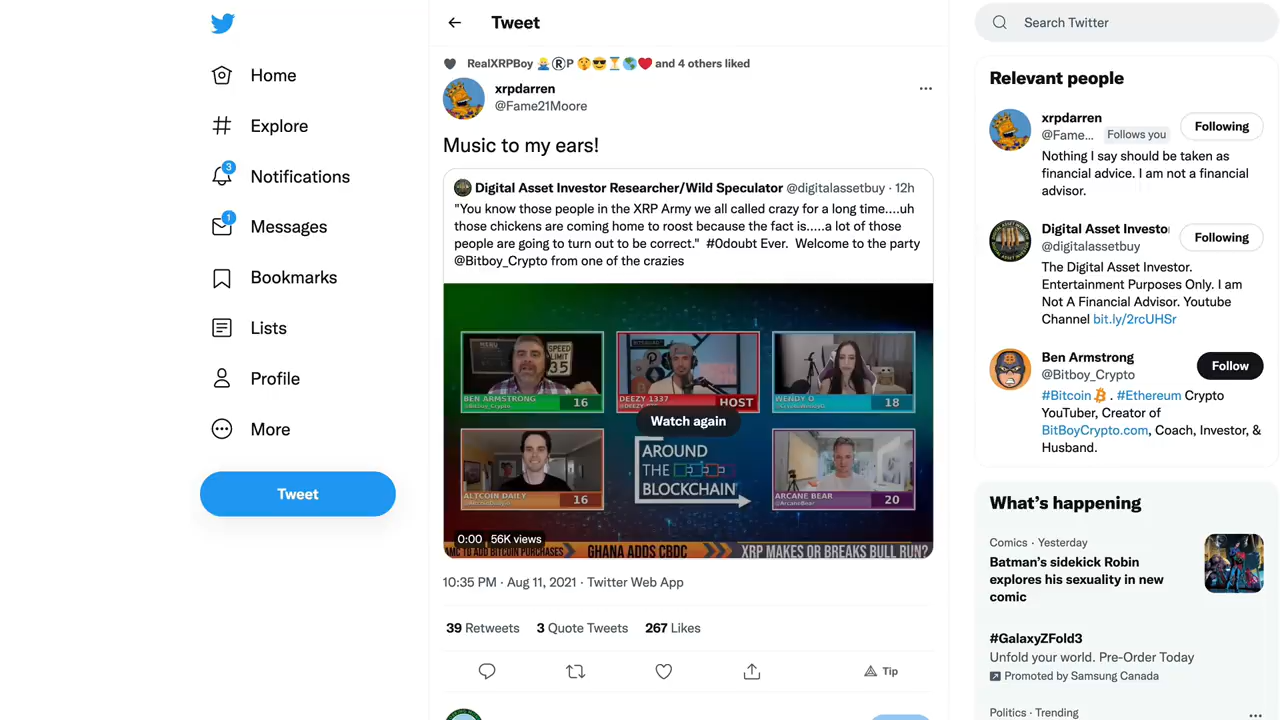 Home
Explore
3
Notifications
1
Messages
Bookmarks
Lists
Profile
More
Tweet
Tweet
RealXRPBoy 🤷‍♂️ⓇP 🤫😎⏳🌎❤️ and 4 others liked
xrpdarren
@Fame21Moore
Music to my ears!
Digital Asset Investor Researcher/Wild Speculator @digitalassetbuy · 12h
"You know those people in the XRP Army we all called crazy for a long time....uh
those chickens are coming home to roost because the fact is.....a lot of those
people are going to turn out to be correct."  #0doubt Ever.  Welcome to the party
@Bitboy_Crypto from one of the crazies
SPEED
LIMIT
35
BEN ARMSTRONG
@Bitboy_Crypto
16
DEEZY 1337
HOST
WENDY O
18
Watch again
ALTCOIN DAILY
16
AROUND
THE
BLOCKCHAIN
ARCANE BEAR
@ArcaneBear
20
0:00 56K views
AMC TO ADD BITCOIN PURCHASES
GHANA ADDS CBDC
XRP MAKES OR BREAKS BULL RUN?
10:35 PM · Aug 11, 2021 · Twitter Web App
39 Retweets 3 Quote Tweets 267 Likes
Tip
Search Twitter
Relevant people
xrpdarren
@Fame... Follows you
Following
Nothing I say should be taken as
financial advice. I am not a financial
advisor.
Digital Asset Investo
@digitalassetbuy
Following
The Digital Asset Investor.
Entertainment Purposes Only. I am
Not A Financial Advisor. Youtube
Channel bit.ly/2rcUHSr
Ben Armstrong
@Bitboy_Crypto
Follow
#Bitcoin . #Ethereum Crypto
YouTuber, Creator of
BitBoyCrypto.com, Coach, Investor, &
Husband.
What's happening
Comics · Yesterday
Batman's sidekick Robin
explores his sexuality in new
comic
#GalaxyZFold3
Unfold your world. Pre-Order Today
Promoted by Samsung Canada
Politics · Trending